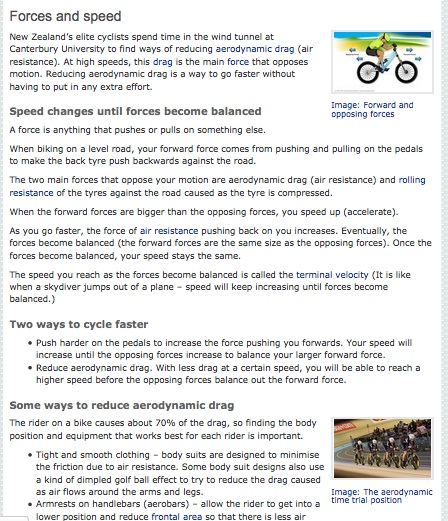 Forces and speed
New Zealand's elite cyclists spend time in the wind tunnel at
Canterbury University to find ways of reducing aerodynamic drag (air
resistance). At high speeds, this drag is the main force that opposes
motion. Reducing aerodynamic drag is a way to go faster without
having to put in any extra effort.
Image: Forward and
opposing forces
Speed changes until forces become balanced
A force is anything that pushes or pulls on something else.
When biking on a level road, your forward force comes from pushing and pulling on the pedals
to make the back tyre push backwards against the road.
The two main forces that oppose your motion are aerodynamic drag (air resistance) and rolling
resistance of the tyres against the road caused as the tyre is compressed.
When the forward forces are bigger than the opposing forces, you speed up (accelerate).
As you go faster, the force of air resistance pushing back on you increases. Eventually, the
forces become balanced (the forward forces are the same size as the opposing forces). Once the
forces become balanced, your speed stays the same.
The speed you reach as the forces become balanced is called the terminal velocity (It is like
when a skydiver jumps out of a plane – speed will keep increasing until forces become
balanced.)
Two ways to cycle faster
• Push harder on the pedals to increase the force pushing you forwards. Your speed will
increase until the opposing forces increase to balance your larger forward force.
• Reduce aerodynamic drag. With less drag at a certain speed, you will be able to reach a
higher speed before the opposing forces balance out the forward force.
Some ways to reduce aerodynamic drag
The rider on a bike causes about 70% of the drag, so finding the body
position and equipment that works best for each rider is important.
• Tight and smooth clothing – body suits are designed to minimise
the friction due to air resistance. Some body suit designs also use
a kind of dimpled golf ball effect to try to reduce the drag caused
as air flows around the arms and legs.
• Armrests on handlebars (aerobars) – allow the rider to get into a
lower position and reduce frontal area so that there is less air
Image: The aerodynamic
time trial position